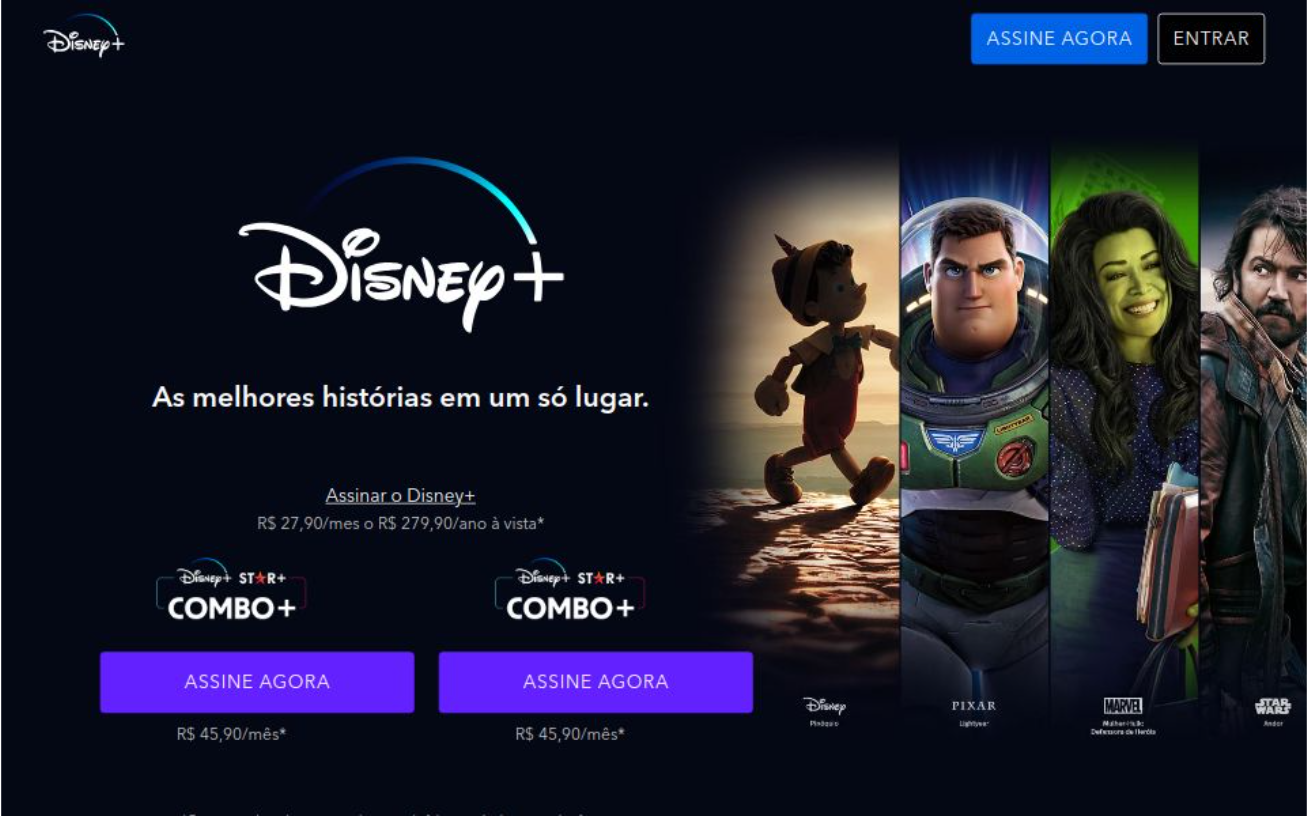 Disney+
ASSINE AGORA
ENTRAR
Disney+
As melhores histórias em um só lugar.
Assinar o Disney+
R$ 27,90/mes o R$ 279,90/ano à vista*
Disney+ STAR+
COMBO+
ASSINE AGORA
R$ 45,90/mês*
Disney+ STAR+
COMBO+
ASSINE AGORA
R$ 45,90/mês*
LIGHTYEAR
Disney
Pinóquio
PIXAR
Lightyear
MARVEL
Mulher-Hulk:
Defensora de Heróis
STAR
WARS
Andor